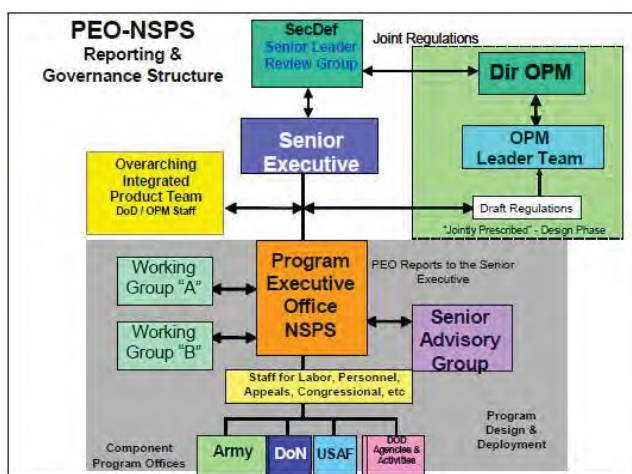 PEO-NSPS
Reporting &
Governance Structure
SecDef
Senior Leader
Review Group
Joint Regulations
Dir OPM
Senior
Executive
OPM
Leader Team
Overarching
Integrated
Product Team
DoD / OPM Staff
Draft Regulations
"Jointly Prescribed" - Design Phase
Working
Group "A"
Program
Executive
Office
NSPS
PEO Reports to the Senior
Executive
Working
Group "B"
Senior
Advisory
Group
Staff for Labor, Personnel,
Appeals, Congressional, etc
Component
Program Offices
Army
DoN
USAF
DOD
Agencies &
Activities
Program
Design &
Deployment